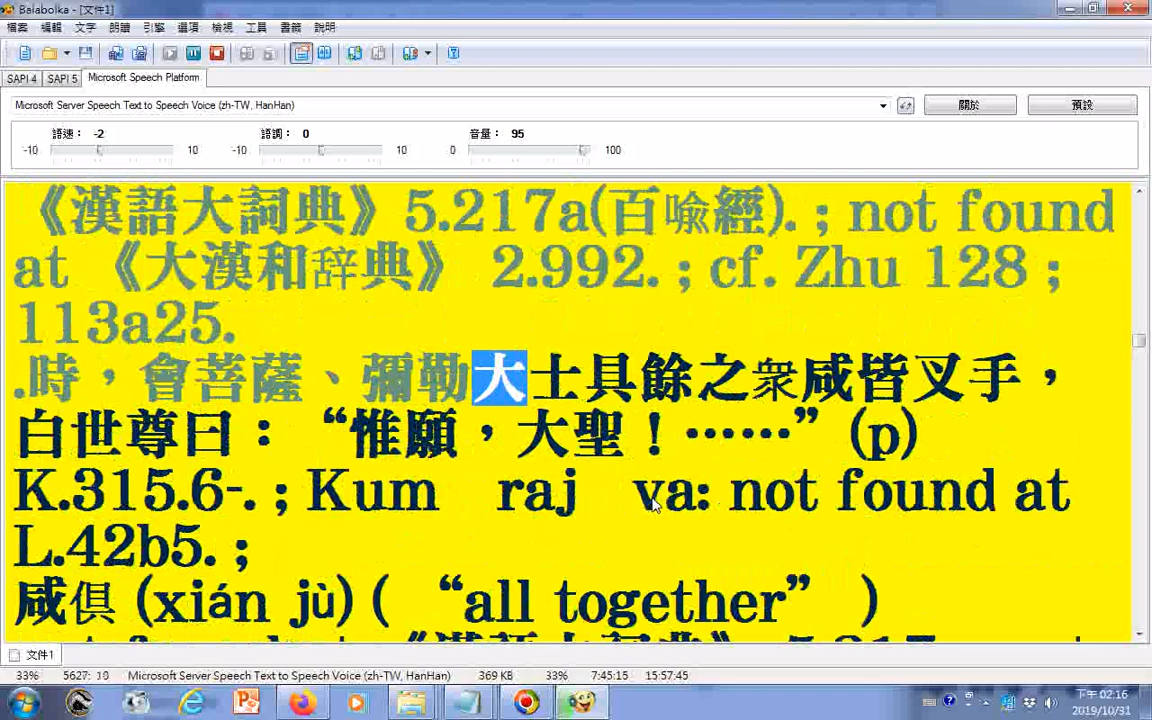 Balabolka - [文件1]
檔案 編輯 文字 朗讀 引擎 選項 檢視 工具 書籤 說明
SAPI 4 SAPI 5 Microsoft Speech Platform
Microsoft Server Speech Text to Speech Voice (zh-TW, HanHan) 關於 預設
語速： -2 語調： 0 音量： 95
-10 10 -10 10 0 100
《漢語大詞典》 5.217a(百喩經). ; not found
at 《大漢和辞典》 2.992. ; cf. Zhu 128 ;
113a25.
.時，會菩薩、彌勒大士具餘之衆咸皆叉手，
白世尊曰：“惟願，大聖！……”(p)
K.315.6-. ; Kum raj va: not found at
L.42b5. ;
咸俱 (xián jù) ( “all together” )
文件1
33% 5627: 10 Microsoft Server Speech Text to Speech Voice (zh-TW, HanHan) 369 KB 33% 7:45:15 15:57:45
下午 02:16
2019/10/31